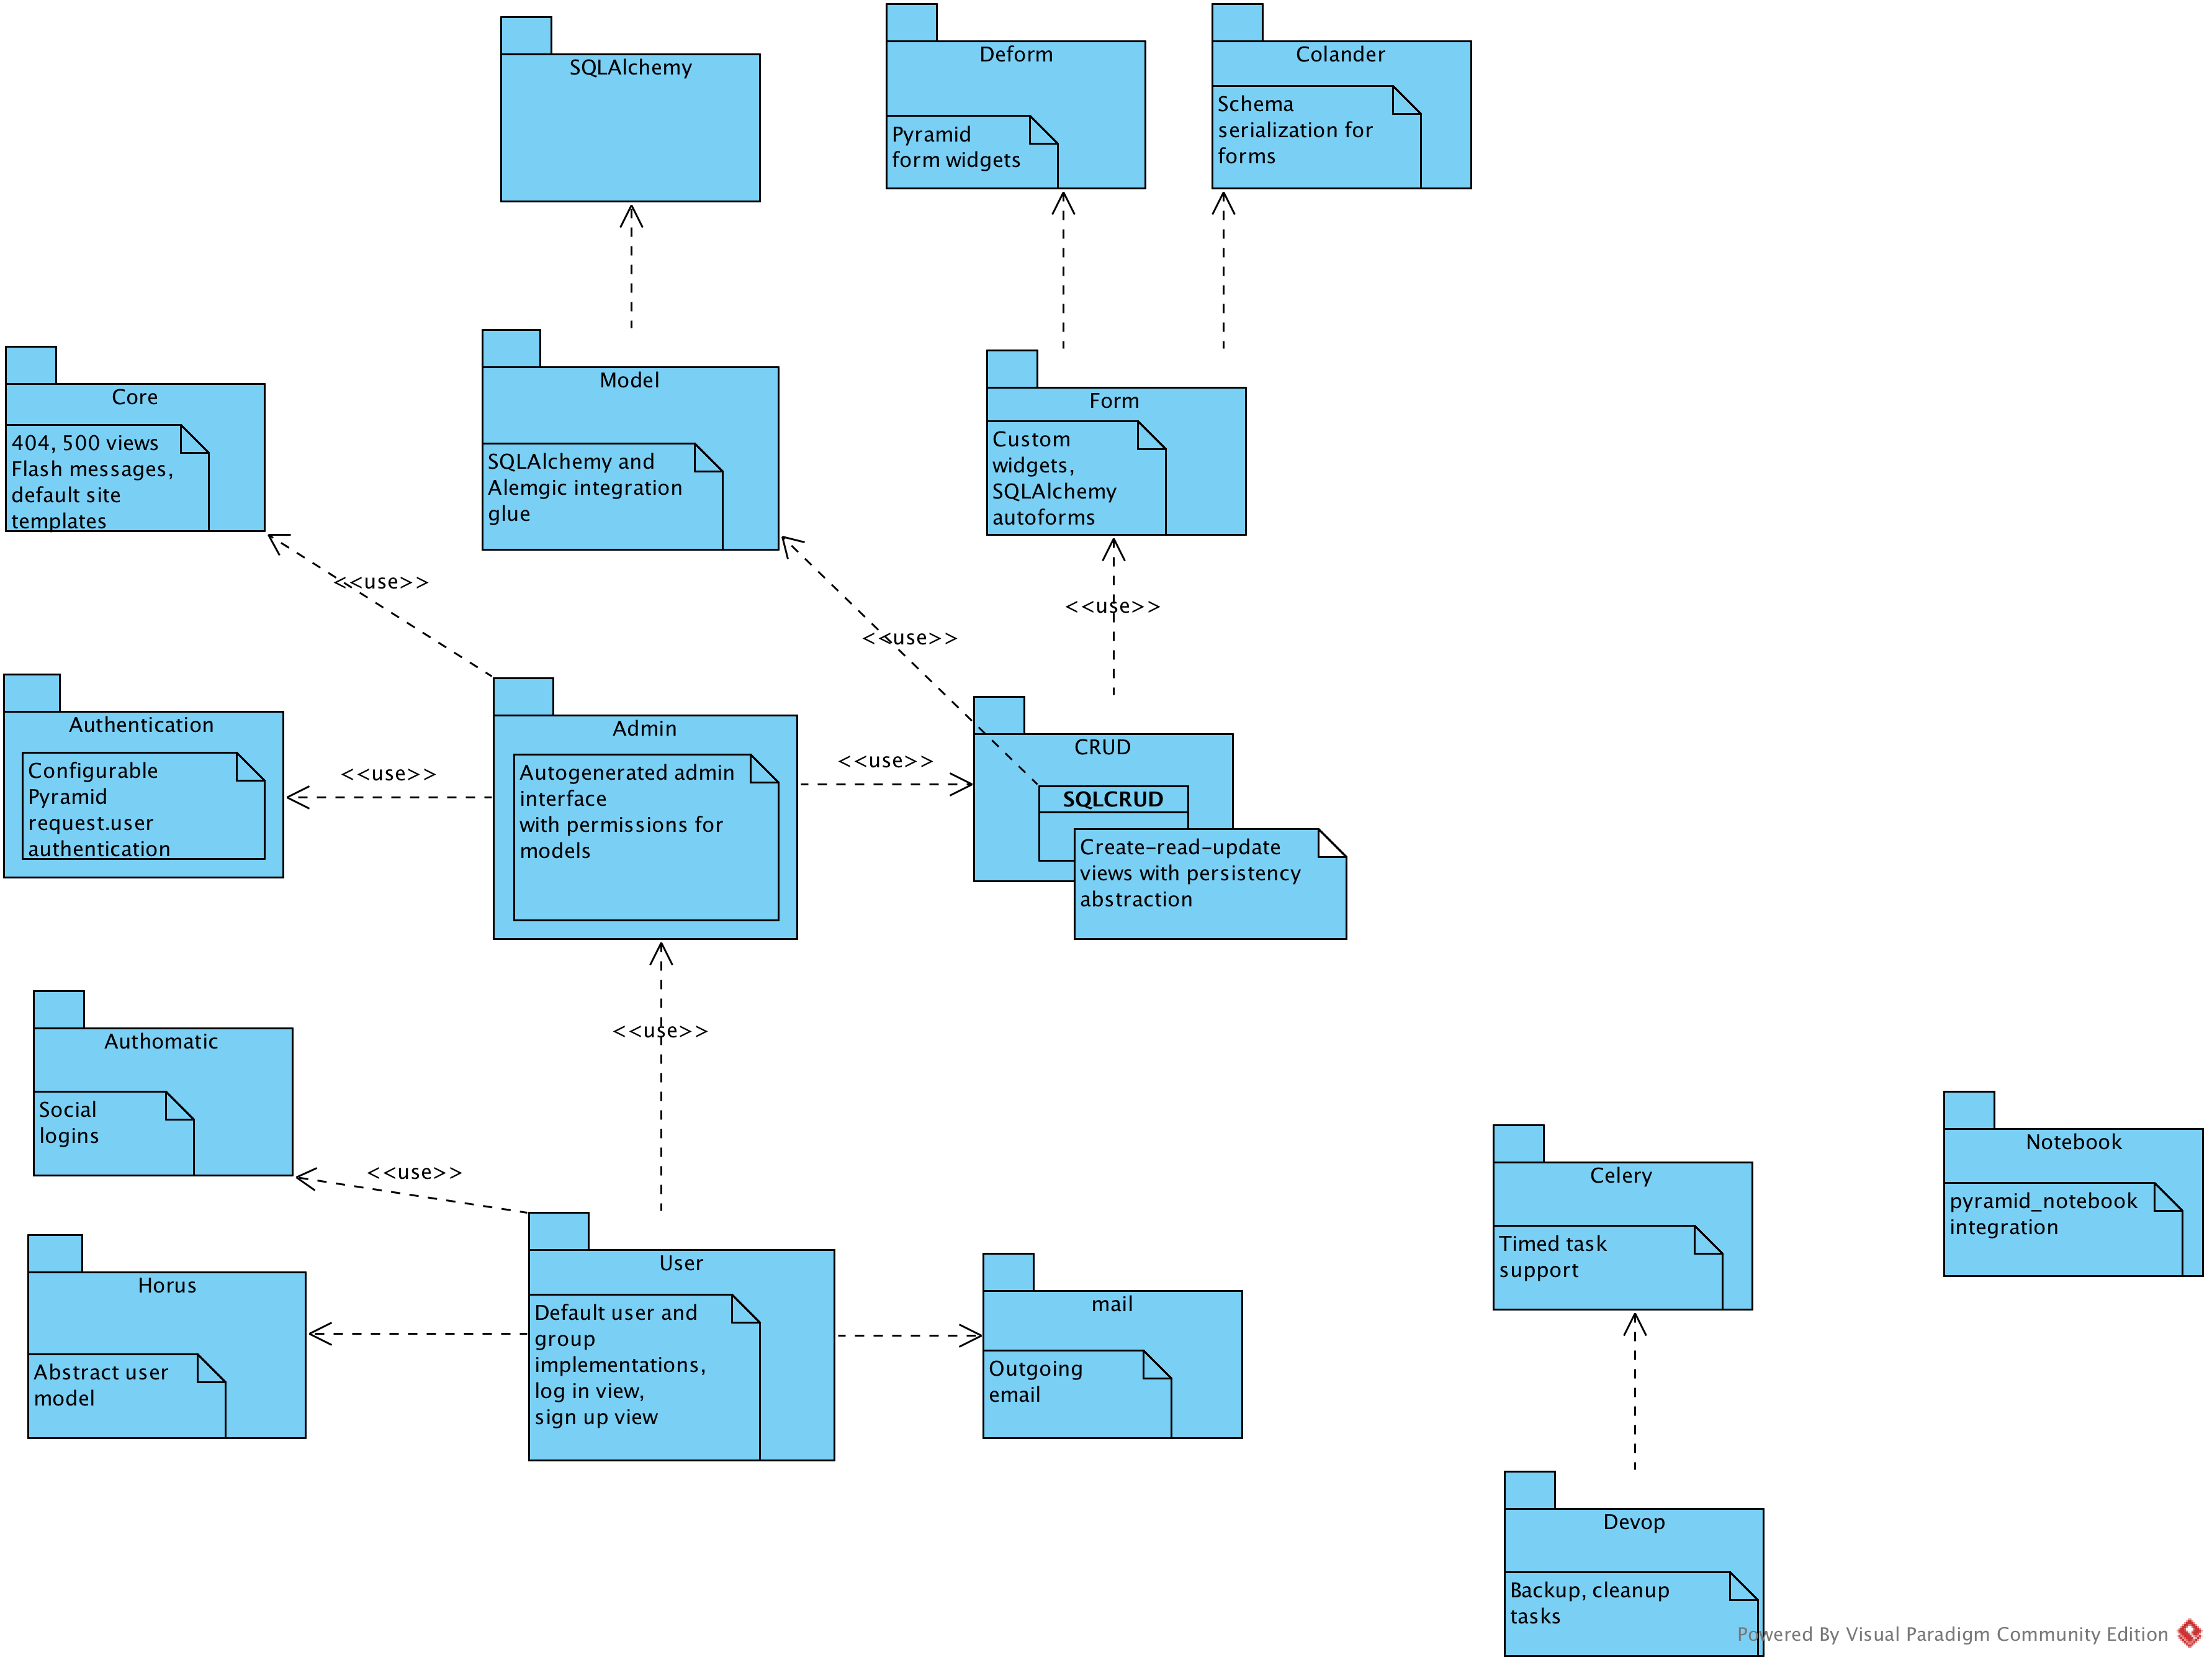 SQLAlchemy
Deform
Pyramid
form widgets
Colander
Schema
serialization for
forms
Core
404, 500 views
Flash messages,
default site
templates
Model
SQLAlchemy and
Alemgic integration
glue
Form
Custom
widgets,
SQLAlchemy
autoforms
<<use>>
<<use>>
<<use>>
Authentication
Configurable
Pyramid
request.user
authentication
<<use>>
Admin
Autogenerated admin
interface
with permissions for
models
<<use>>
CRUD
SQLCRUD
Create-read-update
views with persistency
abstraction
<<use>>
Authomatic
Social
logins
<<use>>
Horus
Abstract user
model
User
Default user and
group
implementations,
log in view,
sign up view
mail
Outgoing
email
Celery
Timed task
support
Notebook
pyramid_notebook
integration
Devop
Backup, cleanup
tasks
Powered By Visual Paradigm Community Edition